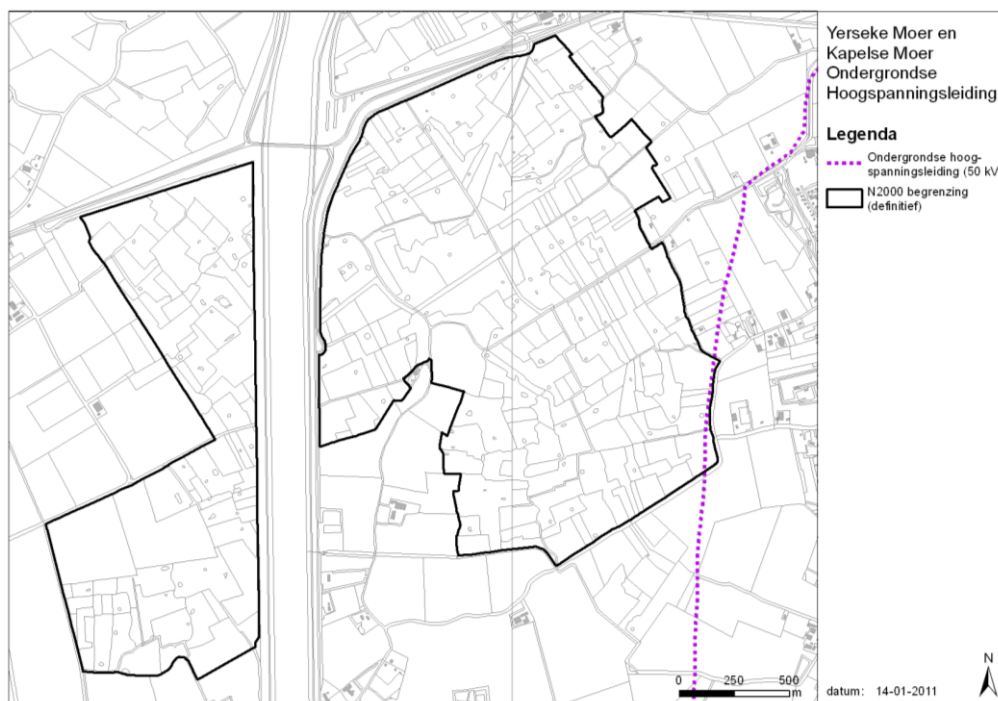 Yerseke Moer en
Kapelse Moer
Ondergrondse
Hoogspanningsleiding
Legenda
Ondergrondse hoog-
spanningsleiding (50 kV
N2000 begrenzing
(definitief)
N
0 250 500
m
datum: 14-01-2011